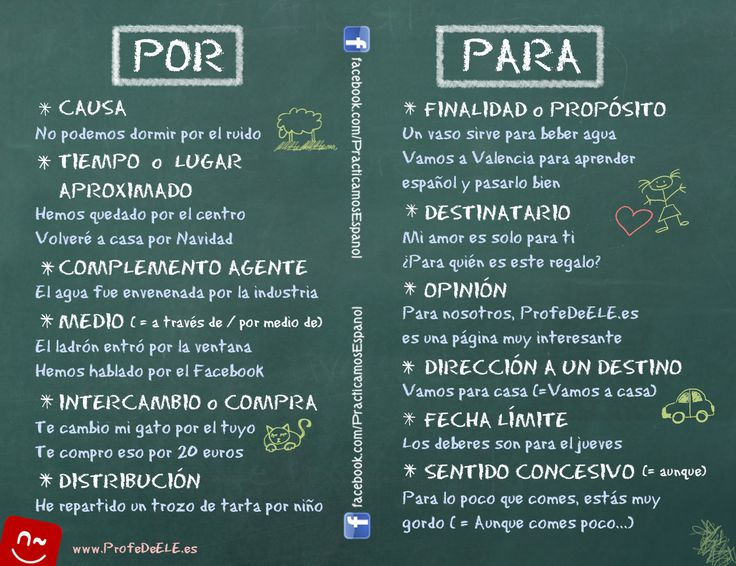 POR
* CAUSA
No podemos dormir por el ruido
* TIEMPO o LUGAR
APROXIMADO
Hemos quedado por el centro
Volveré a casa por Navidad
* COMPLEMENTO AGENTE
El agua fue envenenada por la industria
* MEDIO (= a través de / por medio de)
El ladrón entró por la ventana
Hemos hablado por el Facebook
* INTERCAMBIO o COMPRA
Te cambio mi gato por el tuyo
Te compro eso por 20 euros
* DISTRIBUCIÓN
He repartido un trozo de tarta por niño
n~
www.ProfeDeELE.es
f
facebook.com/PracticamosEspanol
facebook.com/PracticamosEspanol
f
PARA
* FINALIDAD o PROPÓSITO
Un vaso sirve para beber agua
Vamos a Valencia para aprender
español y pasarlo bien
* DESTINATARIO
Mi amor es solo para ti
¿Para quién es este regalo?
* OPINIÓN
Para nosotros, ProfeDeELE.es
es una página muy interesante
* DIRECCIÓN A UN DESTINO
Vamos para casa (=Vamos a casa)
* FECHA LÍMITE
Los deberes son para el jueves
* SENTIDO CONCESIVO (= aunque)
Para lo poco que comes, estás muy
gordo ( = Aunque comes poco...)